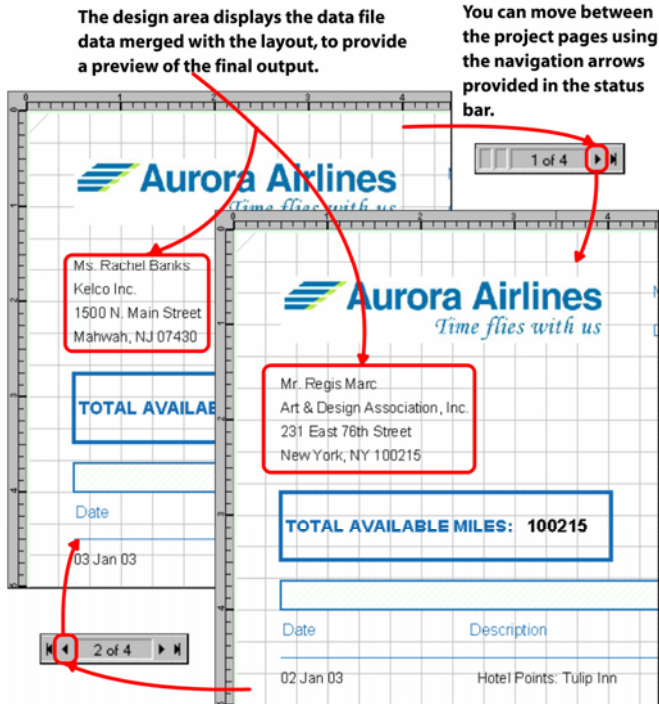 The design area displays the data file
data merged with the layout, to provide
a preview of the final output.
You can move between
the project pages using
the navigation arrows
provided in the status
bar.
1 of 4
Aurora Airlines
Time flies with us
Ms. Rachel Banks
Kelco Inc.
1500 N. Main Street
Mahwah, NJ 07430
TOTAL AVAILAB
Date
03 Jan 03
2 of 4
Aurora Airlines
Time flies with us
Mr. Regis Marc
Art & Design Association, Inc.
231 East 76th Street
New York, NY 100215
TOTAL AVAILABLE MILES: 100215
Date Description
02 Jan 03 Hotel Points: Tulip Inn